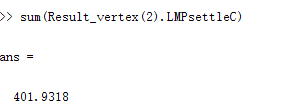 >> sum(Result_vertex(2).LMPsettleC)
ans =
401.9318